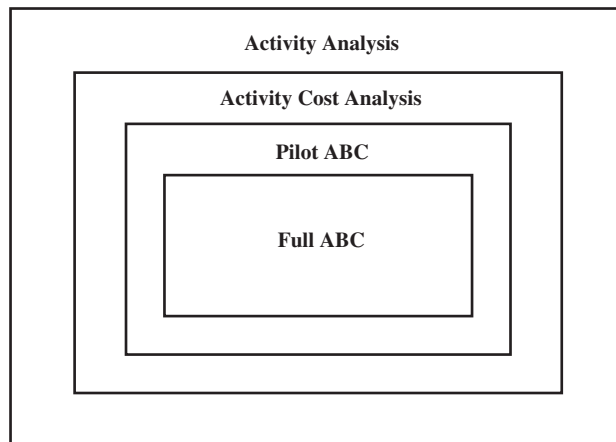 Activity Analysis
Activity Cost Analysis
Pilot ABC
Full ABC